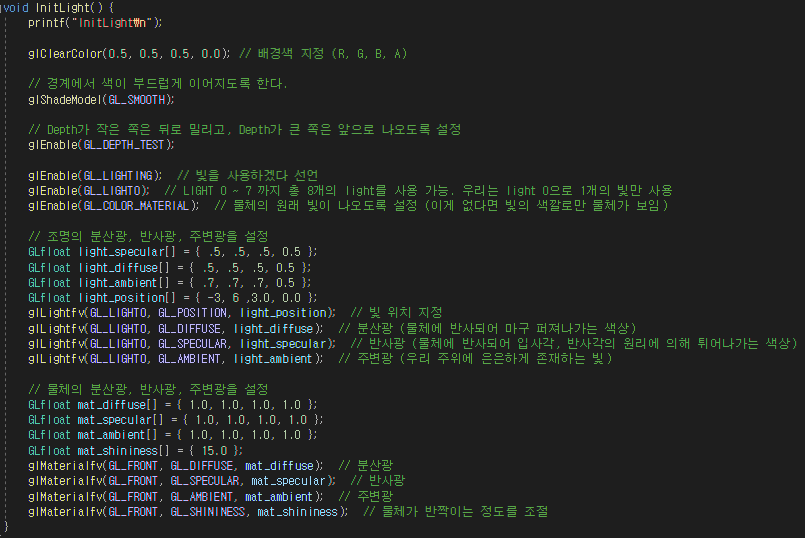 void InitLight() {
printf("InitLight₩n");
glClearColor(0.5, 0.5, 0.5, 0.0); // 배경색 지정 (R, G, B, A)
// 경계에서 색이 부드럽게 이어지도록 한다.
glShadeModel(GL_SMOOTH);
// Depth가 작은 쪽은 뒤로 밀리고, Depth가 큰 쪽은 앞으로 나오도록 설정
glEnable(GL_DEPTH_TEST);
glEnable(GL_LIGHTING); // 빛을 사용하겠다 선언
glEnable(GL_LIGHT0); // LIGHT 0 ~ 7 까지 총 8개의 light를 사용 가능. 우리는 light 0으로 1개의 빛만 사용
glEnable(GL_COLOR_MATERIAL); // 물체의 원래 빛이 나오도록 설정 (이게 없다면 빛의 색깔로만 물체가 보임)
// 조명의 분산광, 반사광, 주변광을 설정
GLfloat light_specular[] = { .5, .5, .5, 0.5 };
GLfloat light_diffuse[] = { .5, .5, .5, 0.5 };
GLfloat light_ambient[] = { .7, .7, .7, 0.5 };
GLfloat light_position[] = { -3, 6 ,3.0, 0.0 };
glLightfv(GL_LIGHT0, GL_POSITION, light_position); // 빛 위치 지정
glLightfv(GL_LIGHT0, GL_DIFFUSE, light_diffuse); // 분산광 (물체에 반사되어 마구 퍼져나가는 색상)
glLightfv(GL_LIGHT0, GL_SPECULAR, light_specular); // 반사광 (물체에 반사되어 입사각, 반사각의 원리에 의해 튀어나가는 색상)
glLightfv(GL_LIGHT0, GL_AMBIENT, light_ambient); // 주변광 (우리 주위에 은은하게 존재하는 빛)
// 물체의 분산광, 반사광, 주변광을 설정
GLfloat mat_diffuse[] = { 1.0, 1.0, 1.0, 1.0 };
GLfloat mat_specular[] = { 1.0, 1.0, 1.0, 1.0 };
GLfloat mat_ambient[] = { 1.0, 1.0, 1.0, 1.0 };
GLfloat mat_shininess[] = { 15.0 };
glMaterialfv(GL_FRONT, GL_DIFFUSE, mat_diffuse); // 분산광
glMaterialfv(GL_FRONT, GL_SPECULAR, mat_specular); // 반사광
glMaterialfv(GL_FRONT, GL_AMBIENT, mat_ambient); // 주변광
glMaterialfv(GL_FRONT, GL_SHININESS, mat_shininess); // 물체가 반짝이는 정도를 조절
}